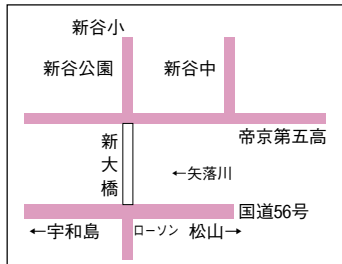 新谷小
新谷公園
新谷中
帝京第五高
新大橋
←矢落川
国道56号
←宇和島
ローソン
松山→